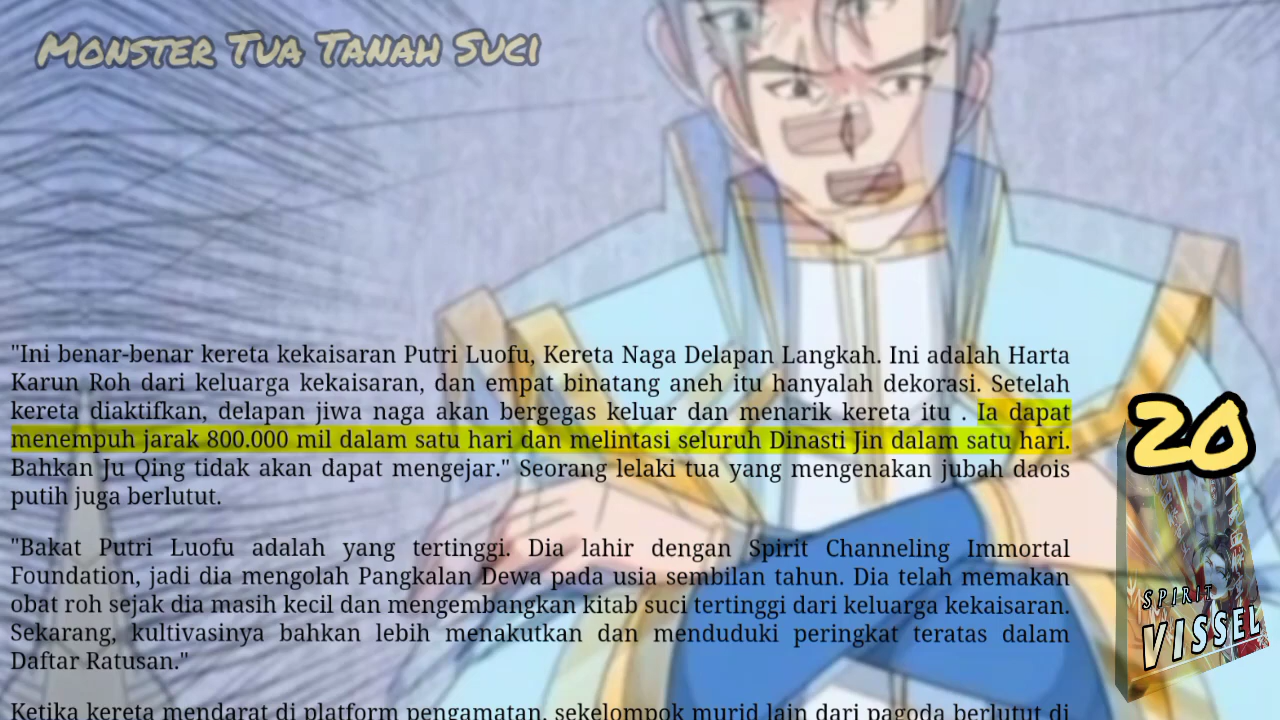 Monster Tua Tanah Suci
"Ini benar-benar kereta kekaisaran Putri Luofu, Kereta Naga Delapan Langkah. Ini adalah Harta
Karun Roh dari keluarga kekaisaran, dan empat binatang aneh itu hanyalah dekorasi. Setelah
kereta diaktifkan, delapan jiwa naga akan bergegas keluar dan menarik kereta itu . Ia dapat
menempuh jarak 800.000 mil dalam satu hari dan melintasi seluruh Dinasti Jin dalam satu hari.
Bahkan Ju Qing tidak akan dapat mengejar." Seorang lelaki tua yang mengenakan jubah daois
putih juga berlutut.
"Bakat Putri Luofu adalah yang tertinggi. Dia lahir dengan Spirit Channeling Immortal
Foundation, jadi dia mengolah Pangkalan Dewa pada usia sembilan tahun. Dia telah memakan
obat roh sejak dia masih kecil dan mengembangkan kitab suci tertinggi dari keluarga kekaisaran.
Sekarang, kultivasinya bahkan lebih menakutkan dan menduduki peringkat teratas dalam
Daftar Ratusan."
Ketika kereta mendarat di platform pengamatan, sekelompok murid lain dari pagoda berlutut di
20
SPIRIT
VISSEL